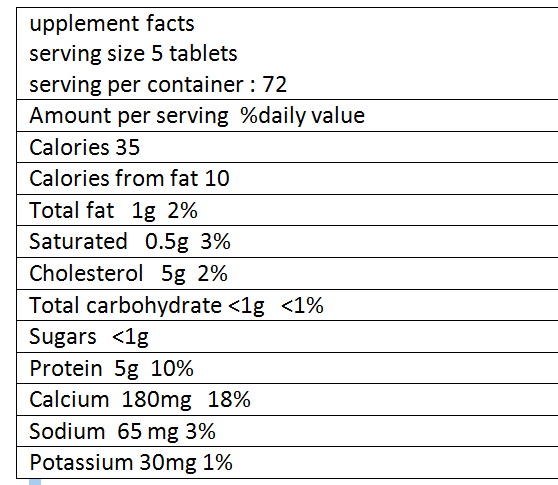 upplement facts
serving size 5 tablets
serving per container : 72
Amount per serving %daily value
Calories 35
Calories from fat 10
Total fat 1g 2%
Saturated 0.5g 3%
Cholesterol 5g 2%
Total carbohydrate <1g <1%
Sugars <1g
Protein 5g 10%
Calcium 180mg 18%
Sodium 65 mg 3%
Potassium 30mg 1%